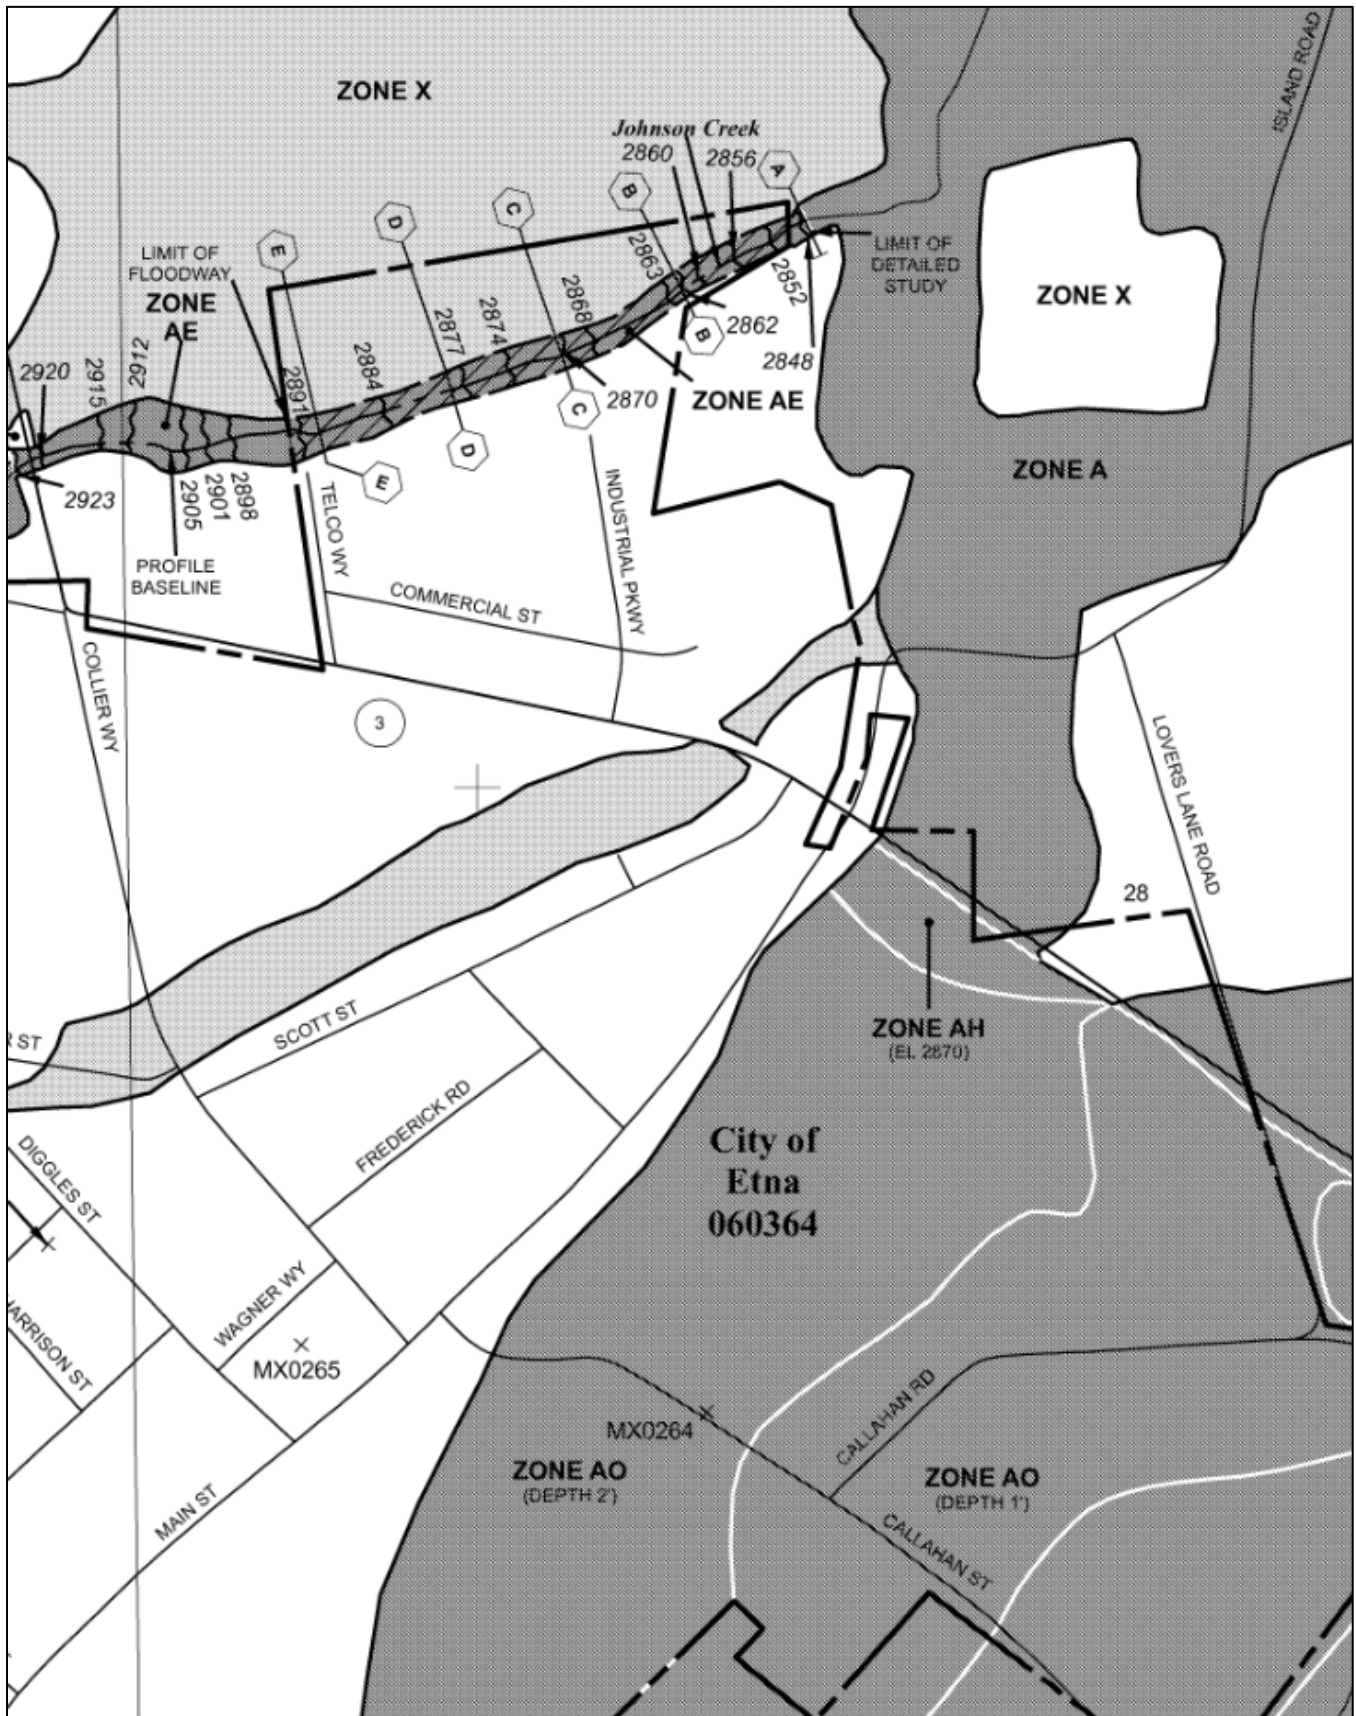 ZONE X
ISLAND ROAD
Johnson Creek
2860
2856
A
B
C
D
E
LIMIT OF
FLOODWAY
ZONE
AE
2863
2852
LIMIT OF
DETAILED
STUDY
ZONE X
2868
2874
2877
2862
B
2848
2912
2915
2920
2884
2891
2870
ZONE AE
C
D
E
ZONE A
2923
2905
2901
2898
TELCO WY
INDUSTRIAL PKWY
PROFILE
BASELINE
COMMERCIAL ST
COLLIER WY
3
LOVERS LANE ROAD
28
SCOTT ST
R ST
ZONE AH
(EL 2870)
FREDERICK RD
City of
Etna
060364
DIGGLES ST
WAGNER WY
HARRISON ST
MX0265
CALLAHAN RD
MX0264
ZONE AO
(DEPTH 2')
ZONE AO
(DEPTH 1')
MAIN ST
CALLAHAN ST